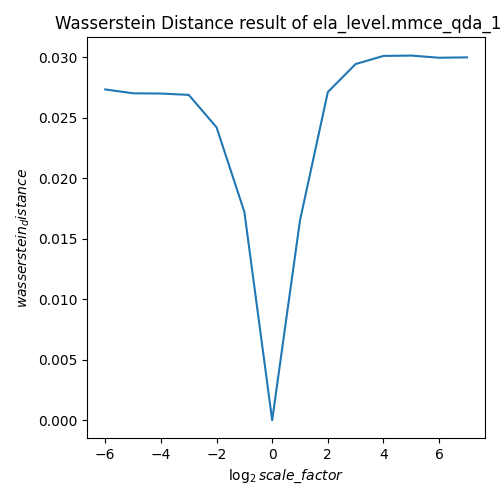 Wasserstein Distance result of ela_level.mmce_qda_1
0.030
0.025
0.020
0.015
0.010
0.005
0.000
wasserstein_distance
−6 −4 −2 0 2 4 6
log₂ scale_factor